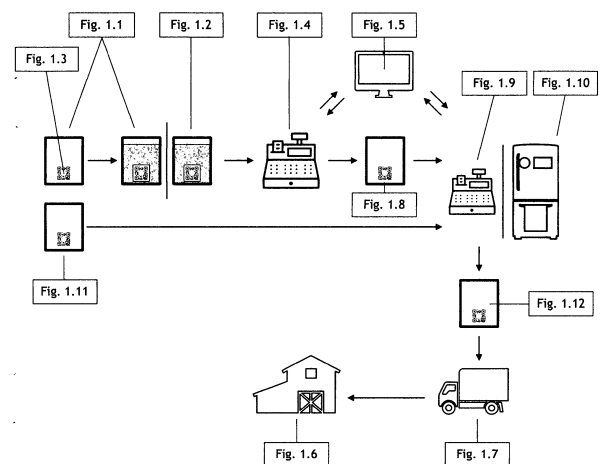 Fig. 1.1
Fig. 1.2
Fig. 1.4
Fig. 1.5
Fig. 1.3
Fig. 1.9
Fig. 1.10
Fig. 1.8
Fig. 1.11
Fig. 1.12
Fig. 1.6
Fig. 1.7